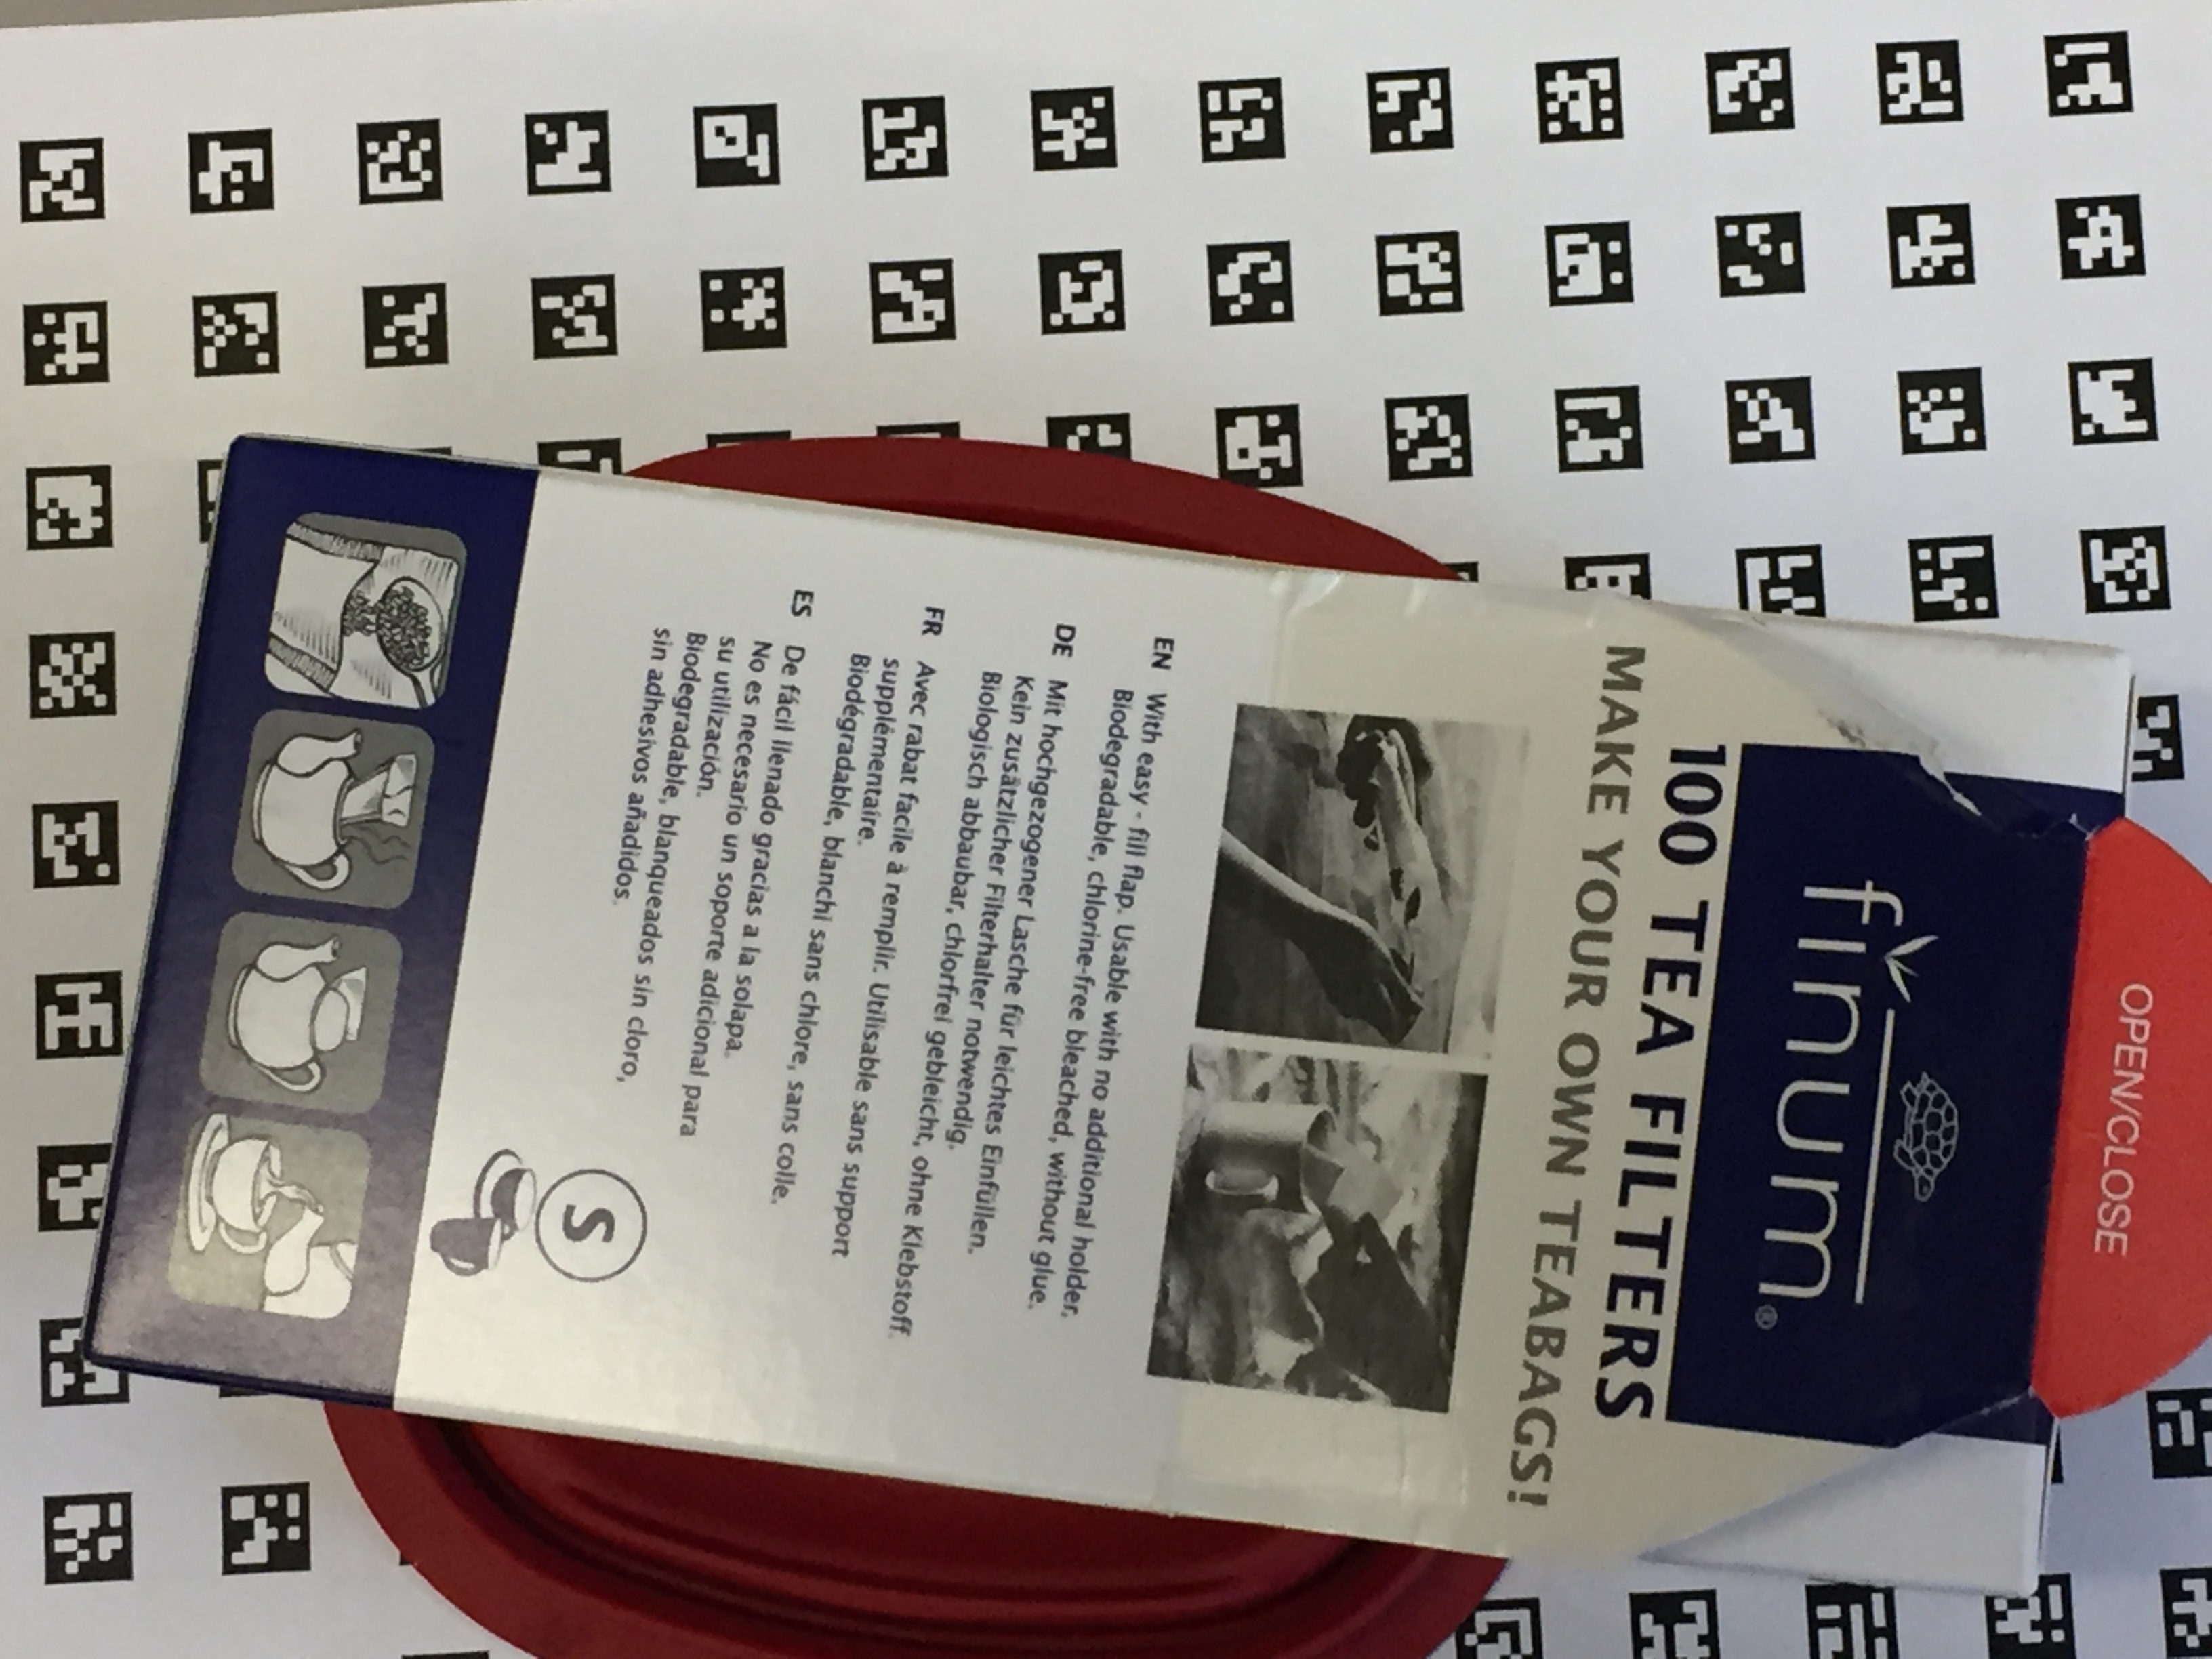 OPEN/CLOSE
finum®
100 TEA FILTERS
MAKE YOUR OWN TEABAGS!
EN With easy - fill flap. Usable with no additional holder.
Biodegradable, chlorine-free bleached, without glue.
DE Mit hochgezogener Lasche für leichtes Einfüllen.
Kein zusätzlicher Filterhalter notwendig.
Biologisch abbaubar, chlorfrei gebleicht, ohne Klebstoff.
FR Avec rabat facile à remplir. Utilisable sans support
supplémentaire.
Biodégradable, blanchi sans chlore, sans colle.
ES De fácil llenado gracias a la solapa.
No es necesario un soporte adicional para
su utilización.
Biodegradable, blanqueados sin cloro,
sin adhesivos añadidos.
S